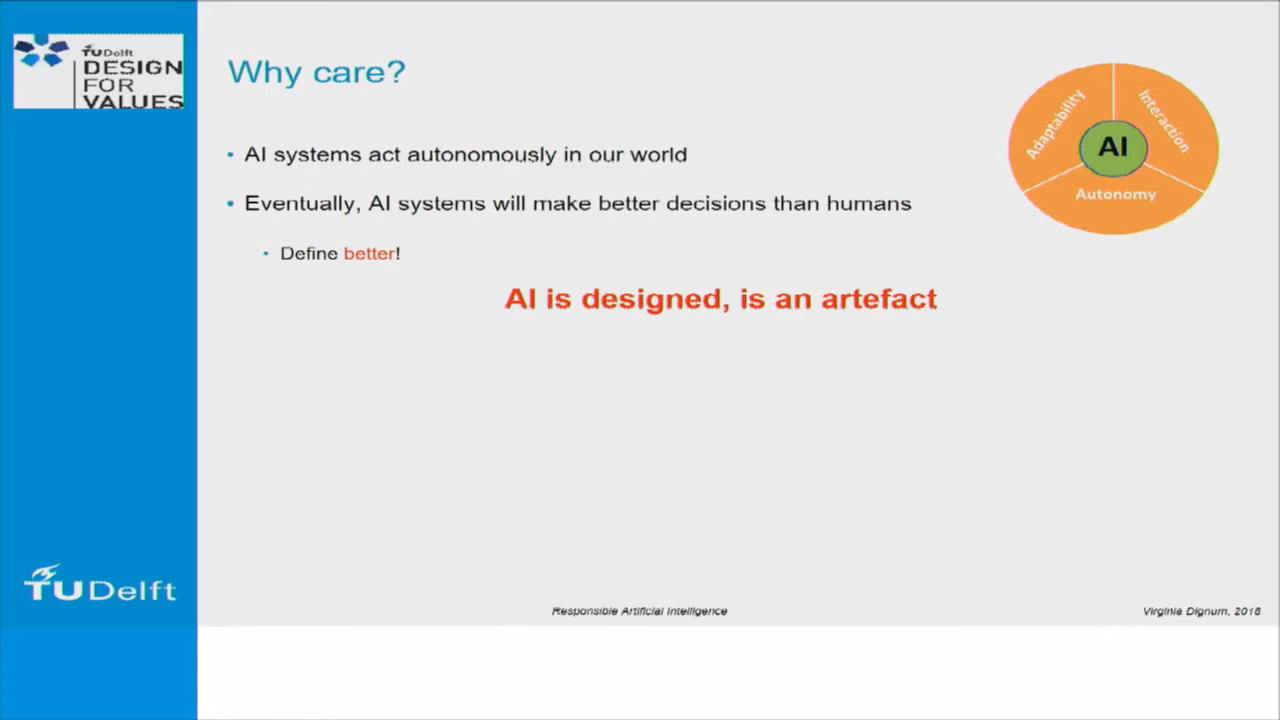 TUDelft
DESIGN
FOR
VALUES
Why care?
• AI systems act autonomously in our world
• Eventually, AI systems will make better decisions than humans
• Define better!
AI is designed, is an artefact
Adaptability
Interaction
AI
Autonomy
TUDelft
Responsible Artificial Intelligence
Virginia Dignum, 2018